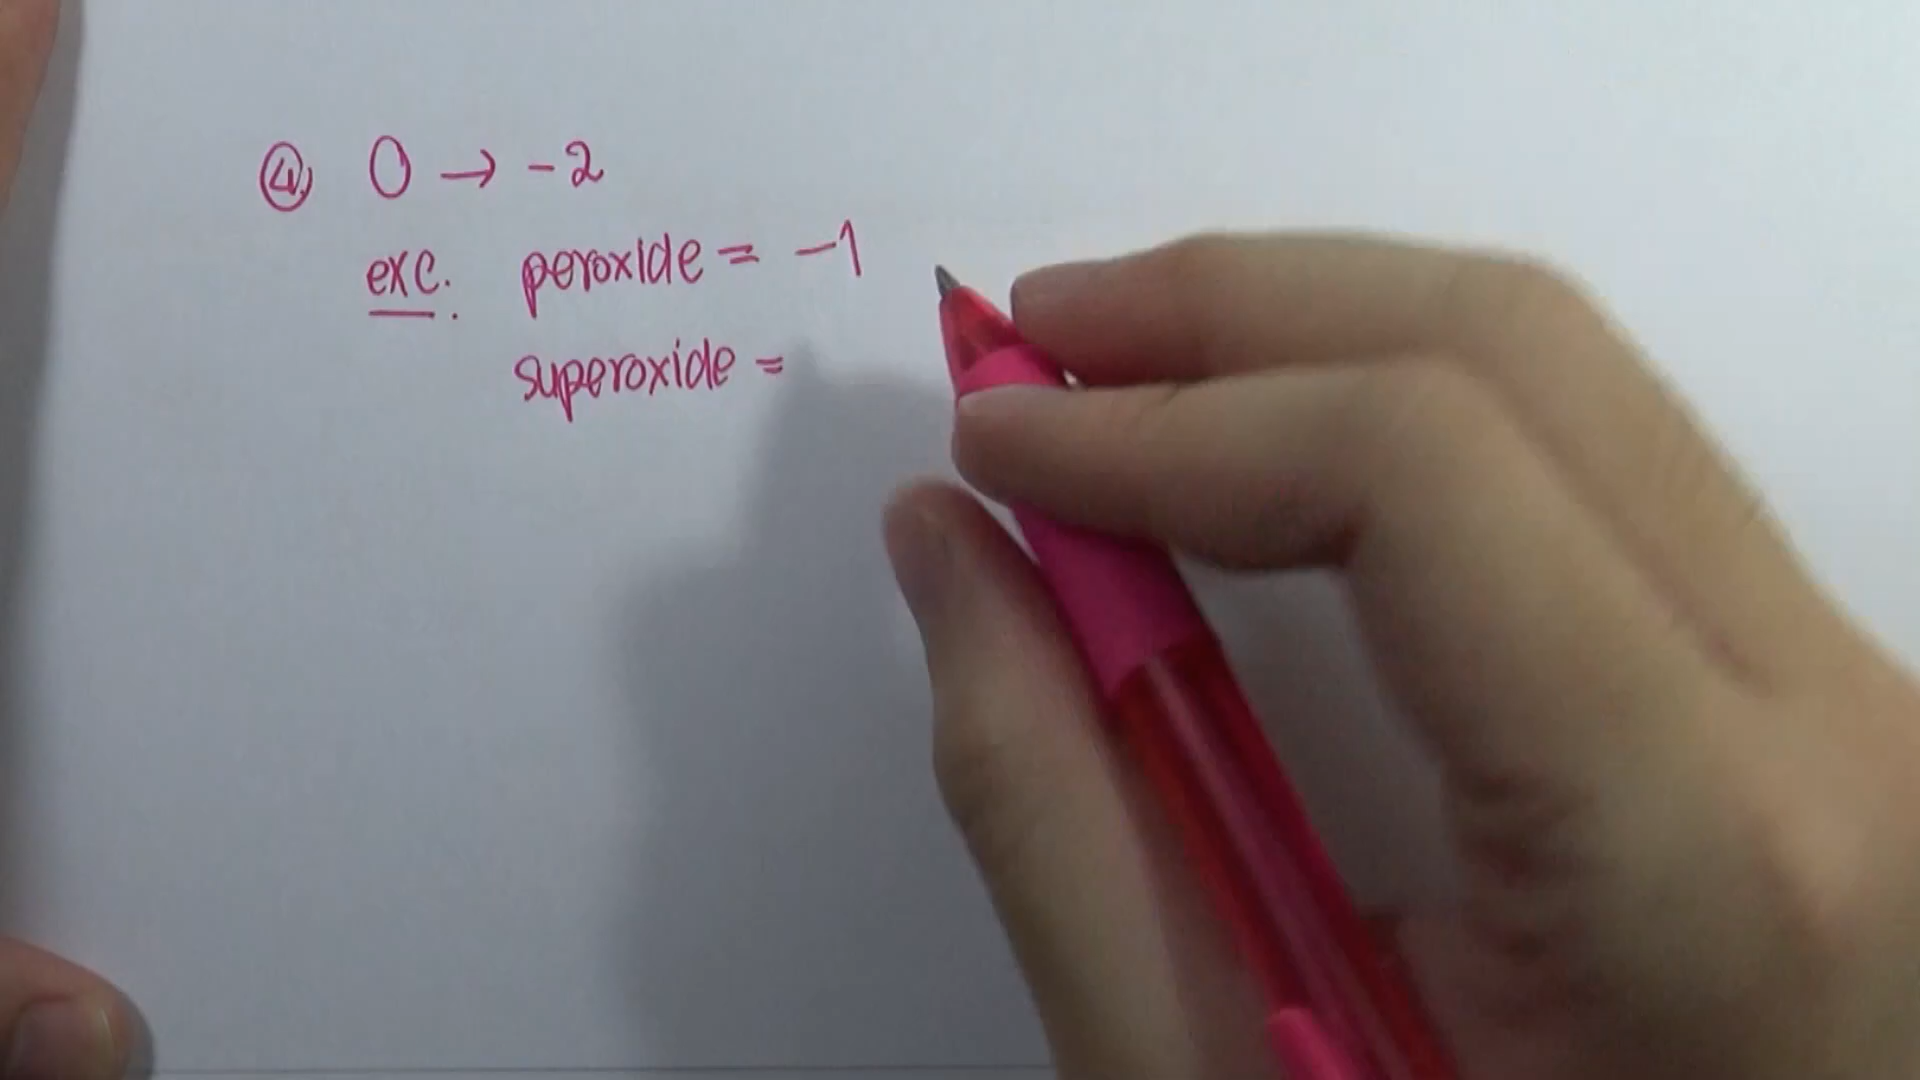 ④ O → -2
exc. peroxide = -1
superoxide =